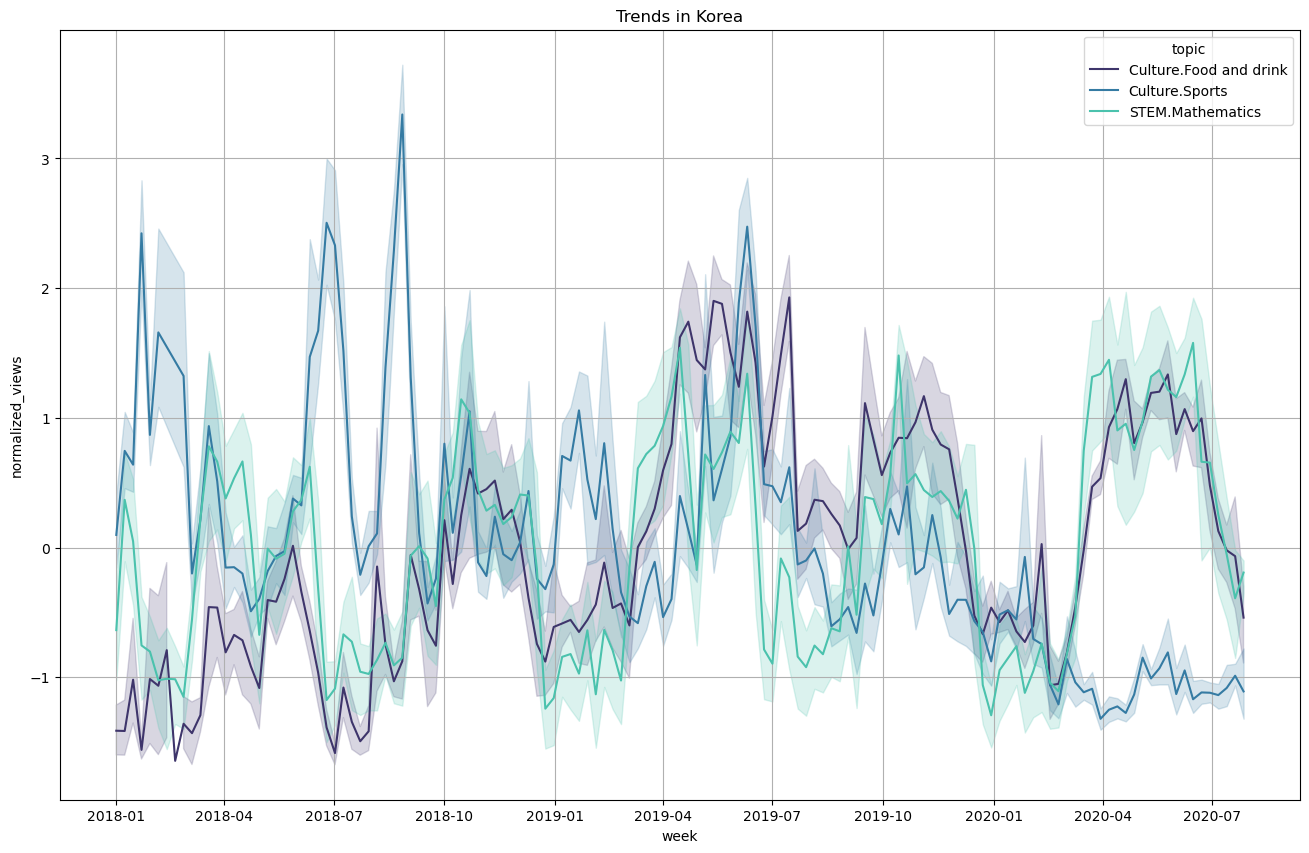 Trends in Korea
topic
Culture.Food and drink
Culture.Sports
STEM.Mathematics
normalized_views
3
2
1
0
−1
2018-01 2018-04 2018-07 2018-10 2019-01 2019-04 2019-07 2019-10 2020-01 2020-04 2020-07
week